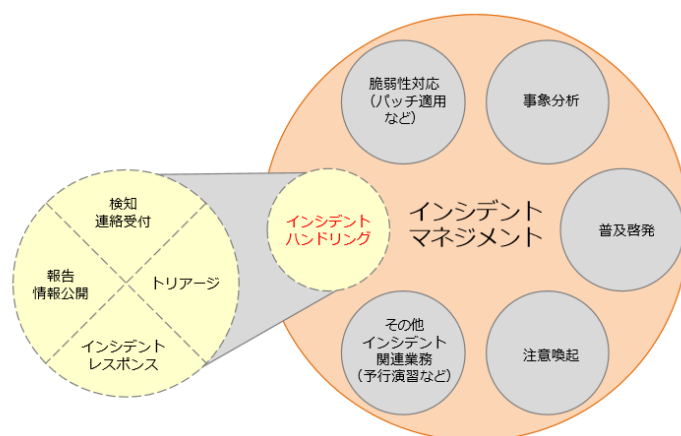 脆弱性対応
（パッチ適用
など）
事象分析
検知
連絡受付
インシデント
ハンドリング
インシデント
マネジメント
普及啓発
報告
情報公開
トリアージ
インシデント
レスポンス
その他
インシデント
関連業務
（予行演習など）
注意喚起